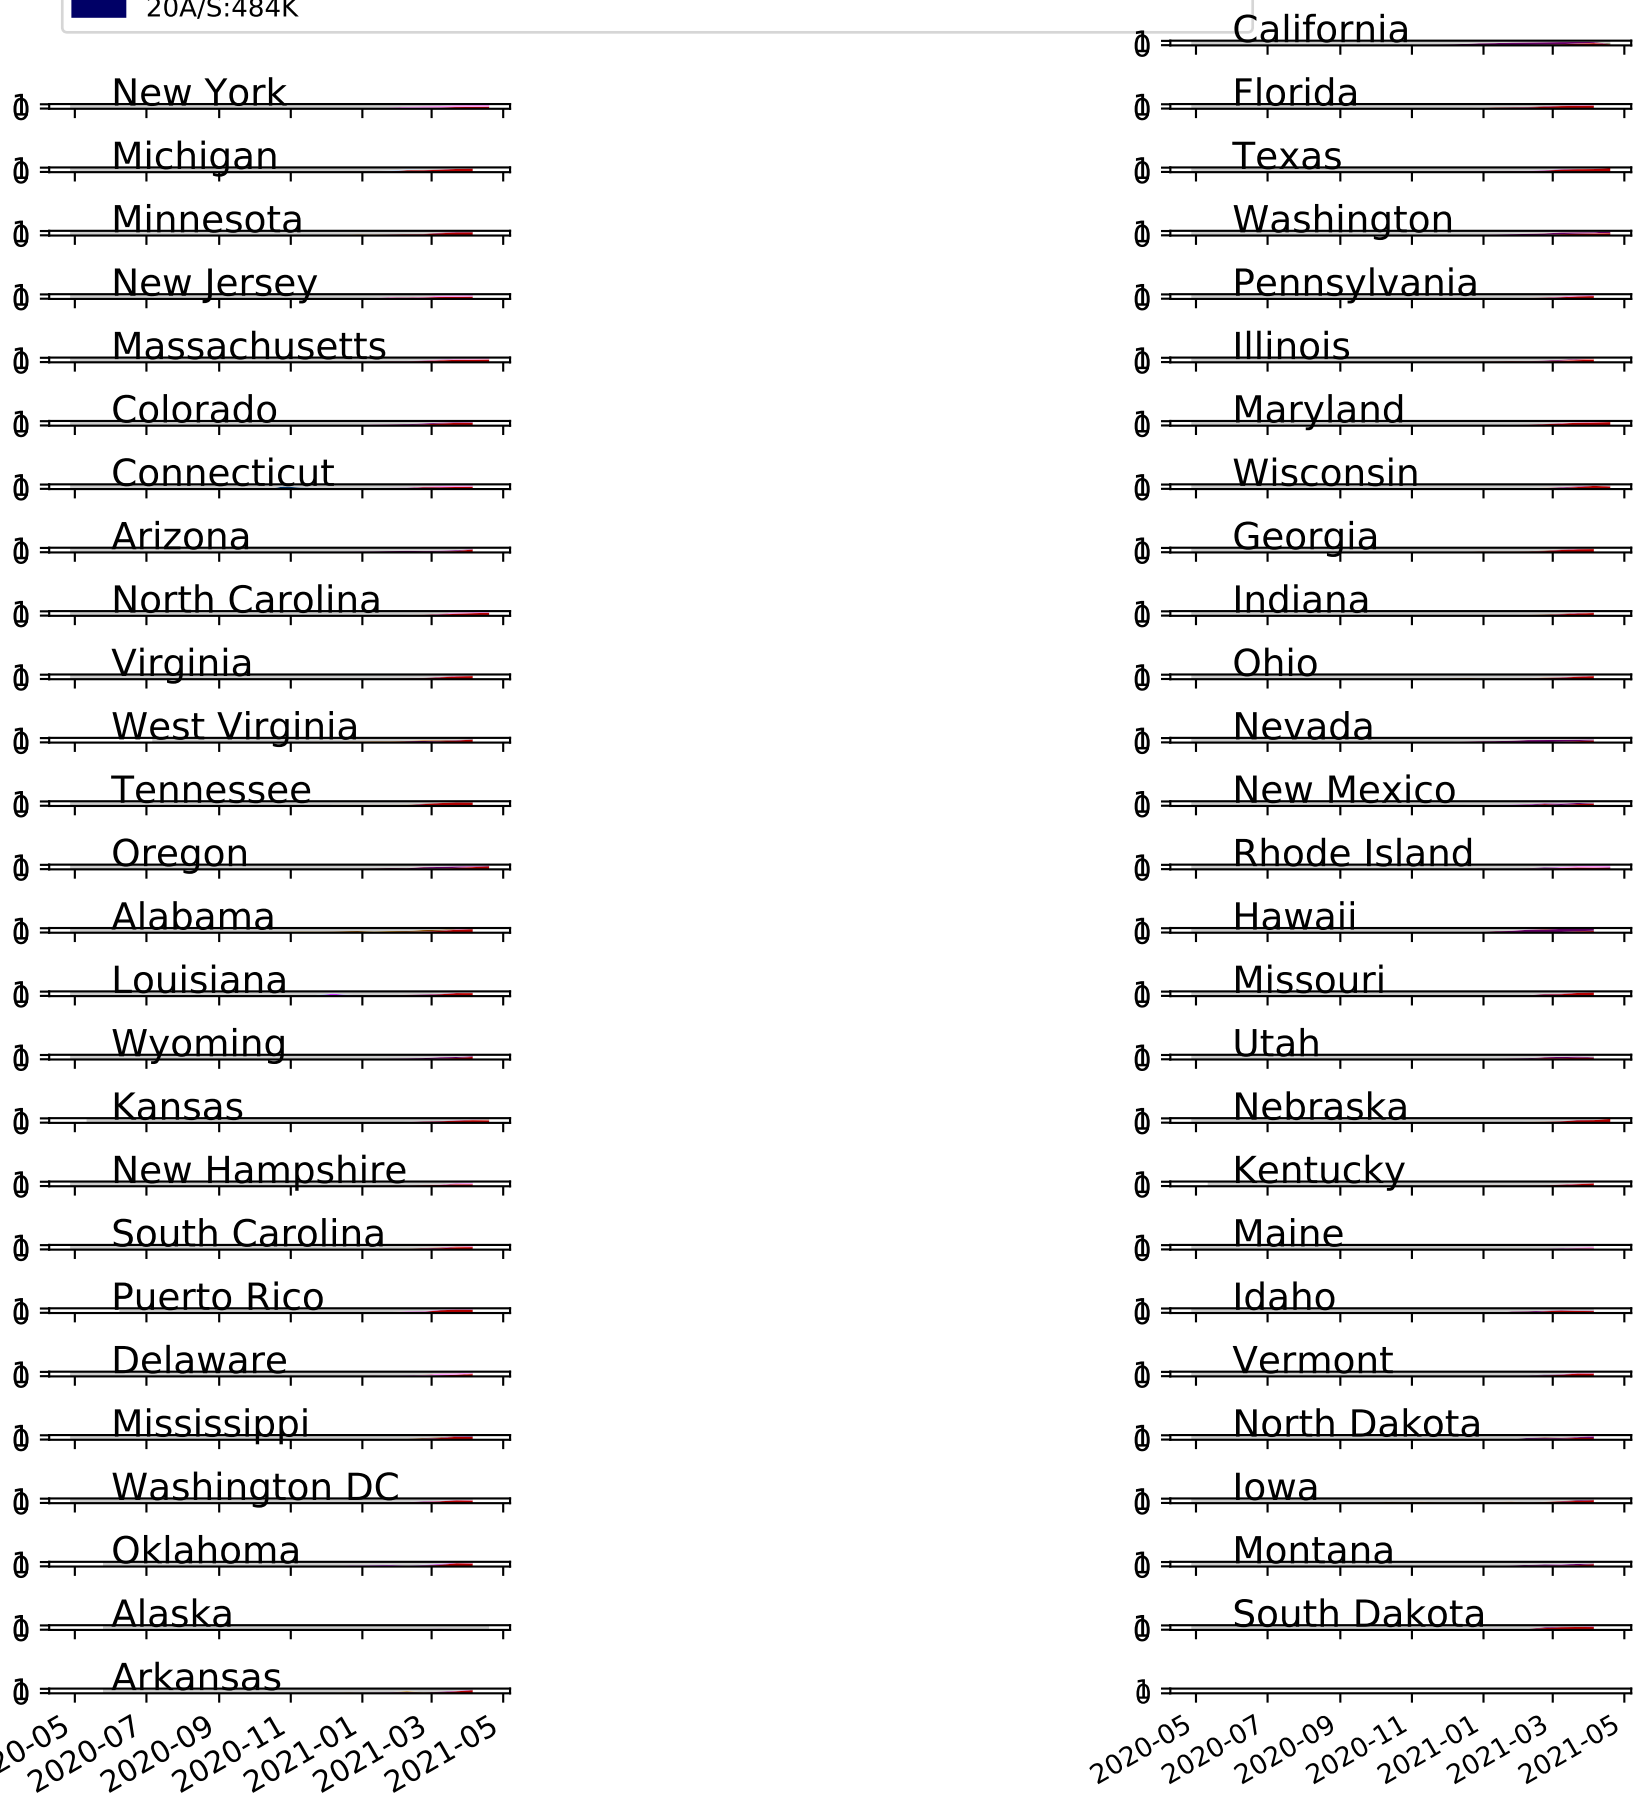 20A/S:484K
New York
Michigan
Minnesota
New Jersey
Massachusetts
Colorado
Connecticut
Arizona
North Carolina
Virginia
West Virginia
Tennessee
Oregon
Alabama
Louisiana
Wyoming
Kansas
New Hampshire
South Carolina
Puerto Rico
Delaware
Mississippi
Washington DC
Oklahoma
Alaska
Arkansas
20-05 2020-07 2020-09 2020-11 2021-01 2021-03 2021-05
California
Florida
Texas
Washington
Pennsylvania
Illinois
Maryland
Wisconsin
Georgia
Indiana
Ohio
Nevada
New Mexico
Rhode Island
Hawaii
Missouri
Utah
Nebraska
Kentucky
Maine
Idaho
Vermont
North Dakota
Iowa
Montana
South Dakota
2020-05 2020-07 2020-09 2020-11 2021-01 2021-03 2021-05